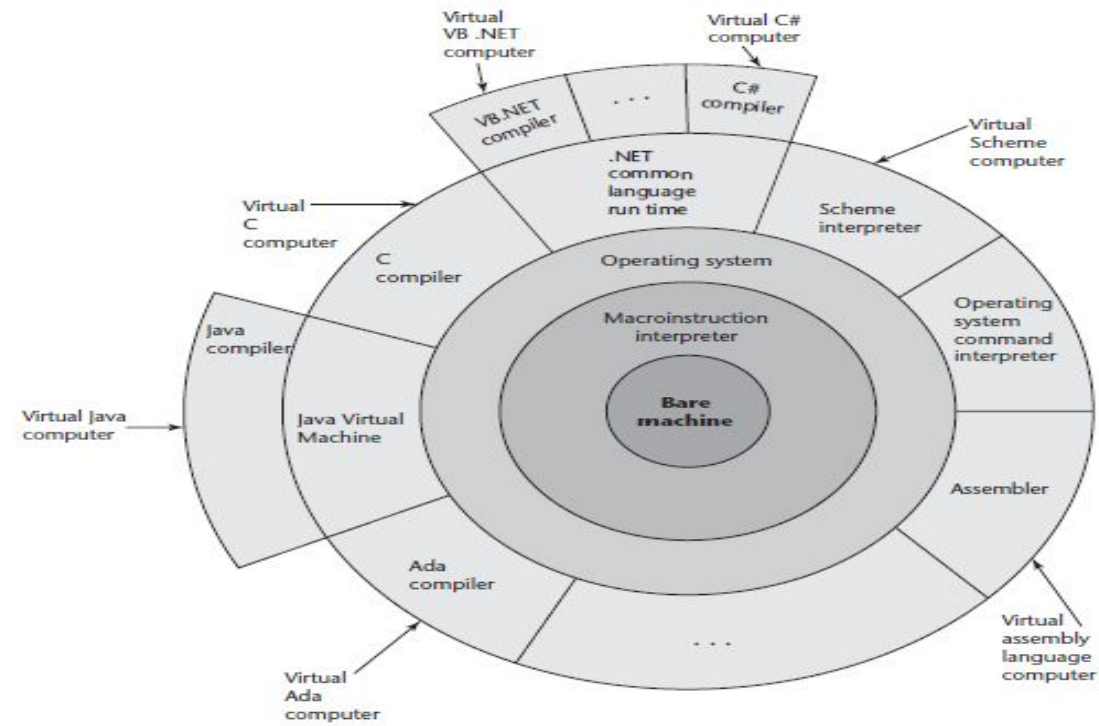 Virtual
VB .NET
computer
Virtual C#
computer
VB.NET
compiler
. . .
C#
compiler
Virtual
Scheme
computer
.NET
common
language
run time
Virtual
C
computer
Scheme
interpreter
C
compiler
Operating system
Operating
system
command
interpreter
Macroinstruction
interpreter
Java
compiler
Bare
machine
Virtual Java
computer
Java Virtual
Machine
Assembler
Ada
compiler
. . .
Virtual
assembly
language
computer
Virtual
Ada
computer